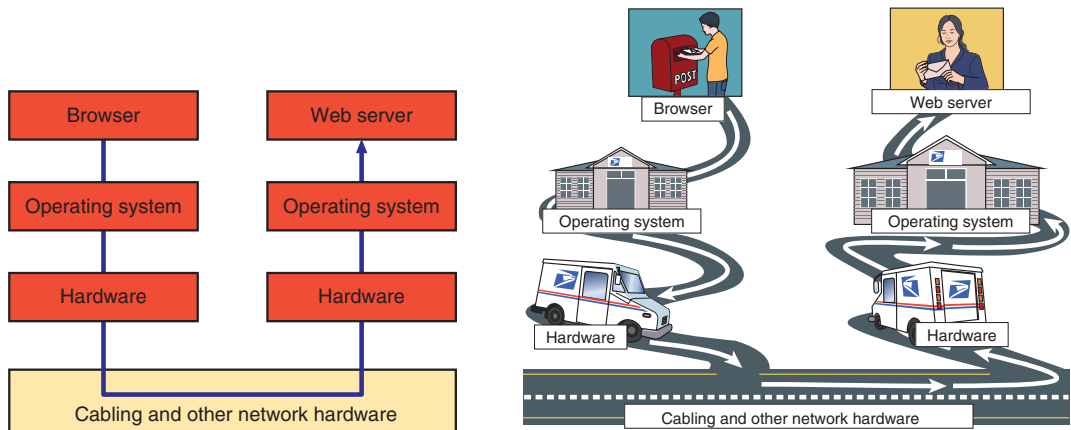 Browser
Web server
Operating system
Operating system
Hardware
Hardware
Cabling and other network hardware
POST
Browser
Web server
Operating system
Operating system
Hardware
Hardware
Cabling and other network hardware